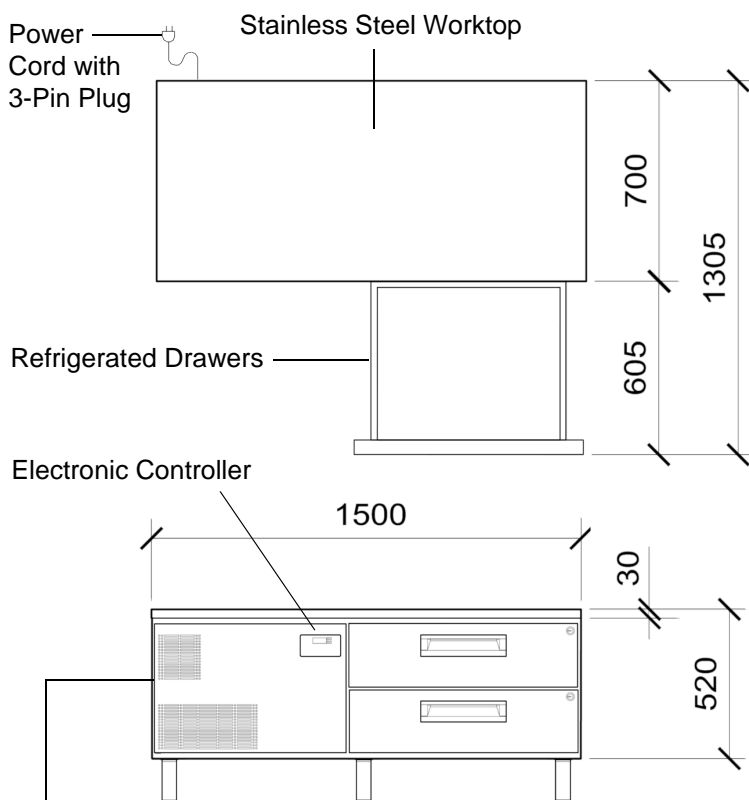 Power
Cord with
3-Pin Plug
Stainless Steel Worktop
700
1305
605
Refrigerated Drawers
Electronic Controller
1500
30
520